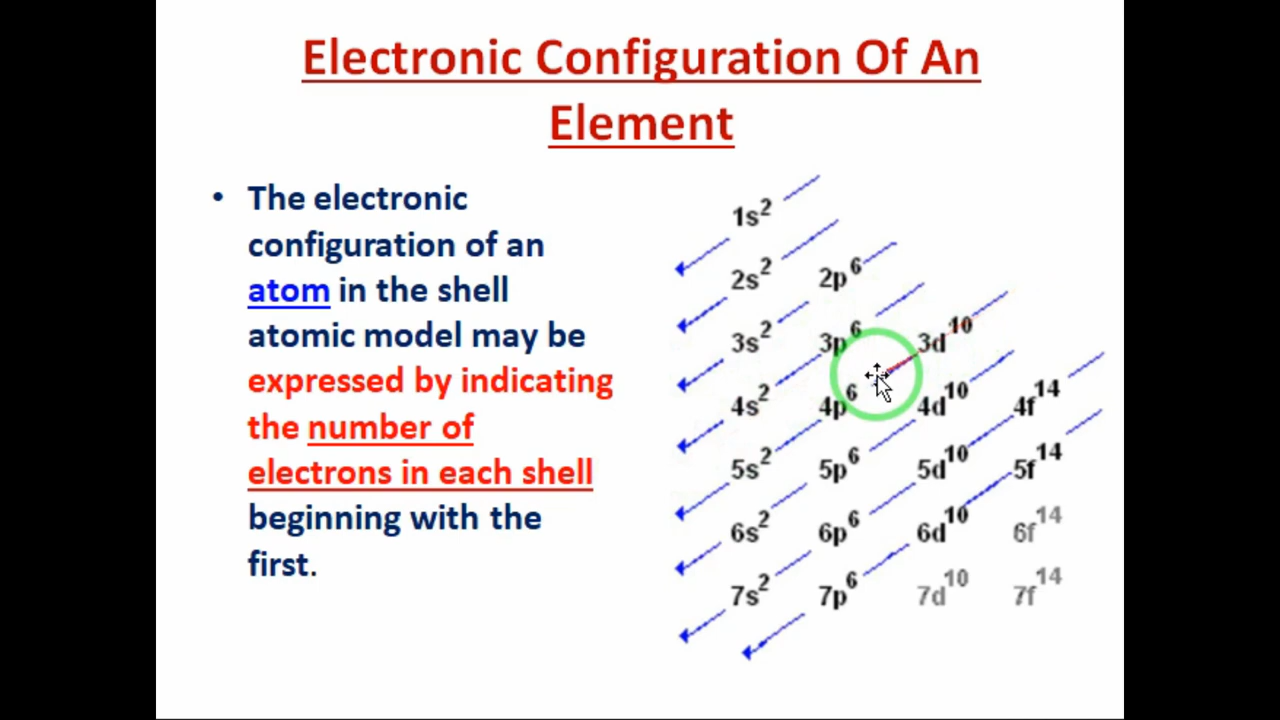 Electronic Configuration Of An
Element
• The electronic
configuration of an
atom in the shell
atomic model may be
expressed by indicating
the number of
electrons in each shell
beginning with the
first.
1s²
2s² 2p⁶
3s² 3p⁶ 3d¹⁰
4s² 4p⁶ 4d¹⁰ 4f¹⁴
5s² 5p⁶ 5d¹⁰ 5f¹⁴
6s² 6p⁶ 6d¹⁰ 6f¹⁴
7s² 7p⁶ 7d¹⁰ 7f¹⁴